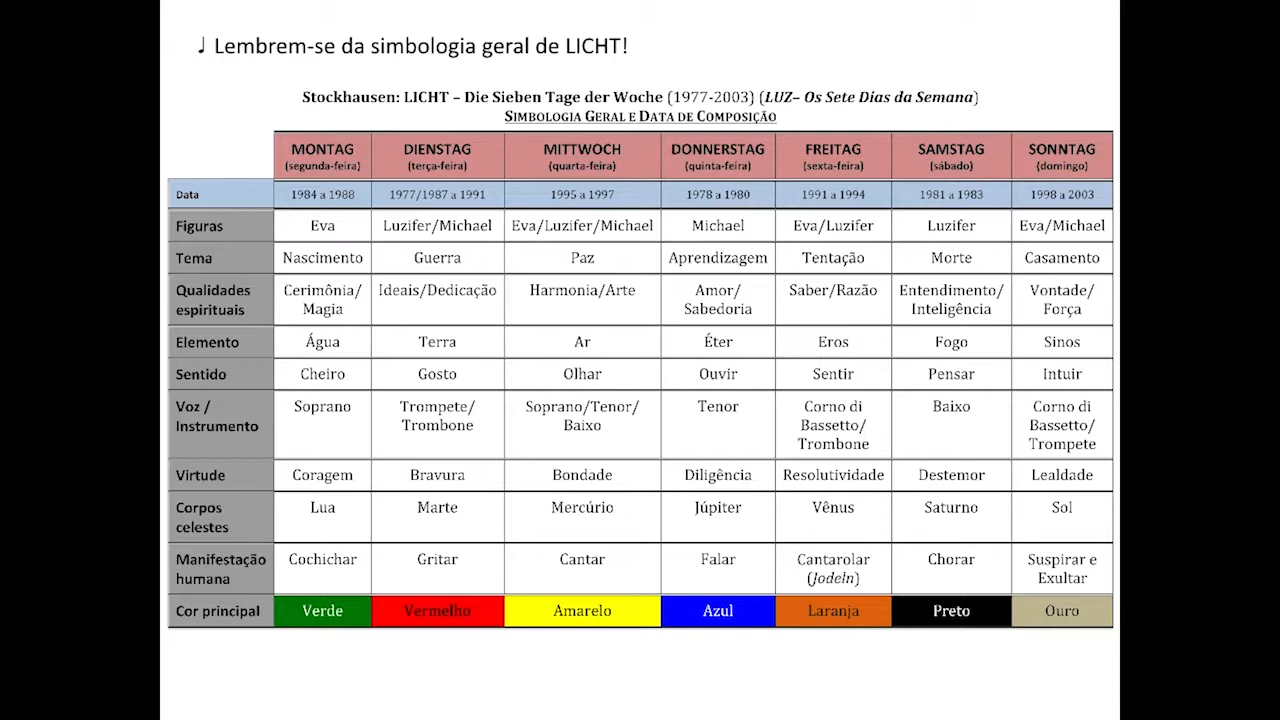 ♩ Lembrem-se da simbologia geral de LICHT!
Stockhausen: LICHT – Die Sieben Tage der Woche (1977-2003) (LUZ– Os Sete Dias da Semana)
SIMBOLOGIA GERAL E DATA DE COMPOSIÇÃO
MONTAG DIENSTAG MITTWOCH DONNERSTAG FREITAG SAMSTAG SONNTAG
(segunda-feira) (terça-feira) (quarta-feira) (quinta-feira) (sexta-feira) (sábado) (domingo)
Data 1984 a 1988 1977/1987 a 1991 1995 a 1997 1978 a 1980 1991 a 1994 1981 a 1983 1998 a 2003
Figuras Eva Luzifer/Michael Eva/Luzifer/Michael Michael Eva/Luzifer Luzifer Eva/Michael
Tema Nascimento Guerra Paz Aprendizagem Tentação Morte Casamento
Qualidades Cerimônia/ Ideais/Dedicação Harmonia/Arte Amor/ Saber/Razão Entendimento/ Vontade/
espirituais Magia Sabedoria Inteligência Força
Elemento Água Terra Ar Éter Eros Fogo Sinos
Sentido Cheiro Gosto Olhar Ouvir Sentir Pensar Intuir
Voz / Soprano Trompete/ Soprano/Tenor/ Tenor Corno di Baixo Corno di
Instrumento Trombone Baixo Bassetto/ Bassetto/
Trombone Trompete
Virtude Coragem Bravura Bondade Diligência Resolutividade Destemor Lealdade
Corpos Lua Marte Mercúrio Júpiter Vênus Saturno Sol
celestes
Manifestação Cochichar Gritar Cantar Falar Cantarolar Chorar Suspirar e
humana (Jodeln) Exultar
Cor principal Verde Vermelho Amarelo Azul Laranja Preto Ouro